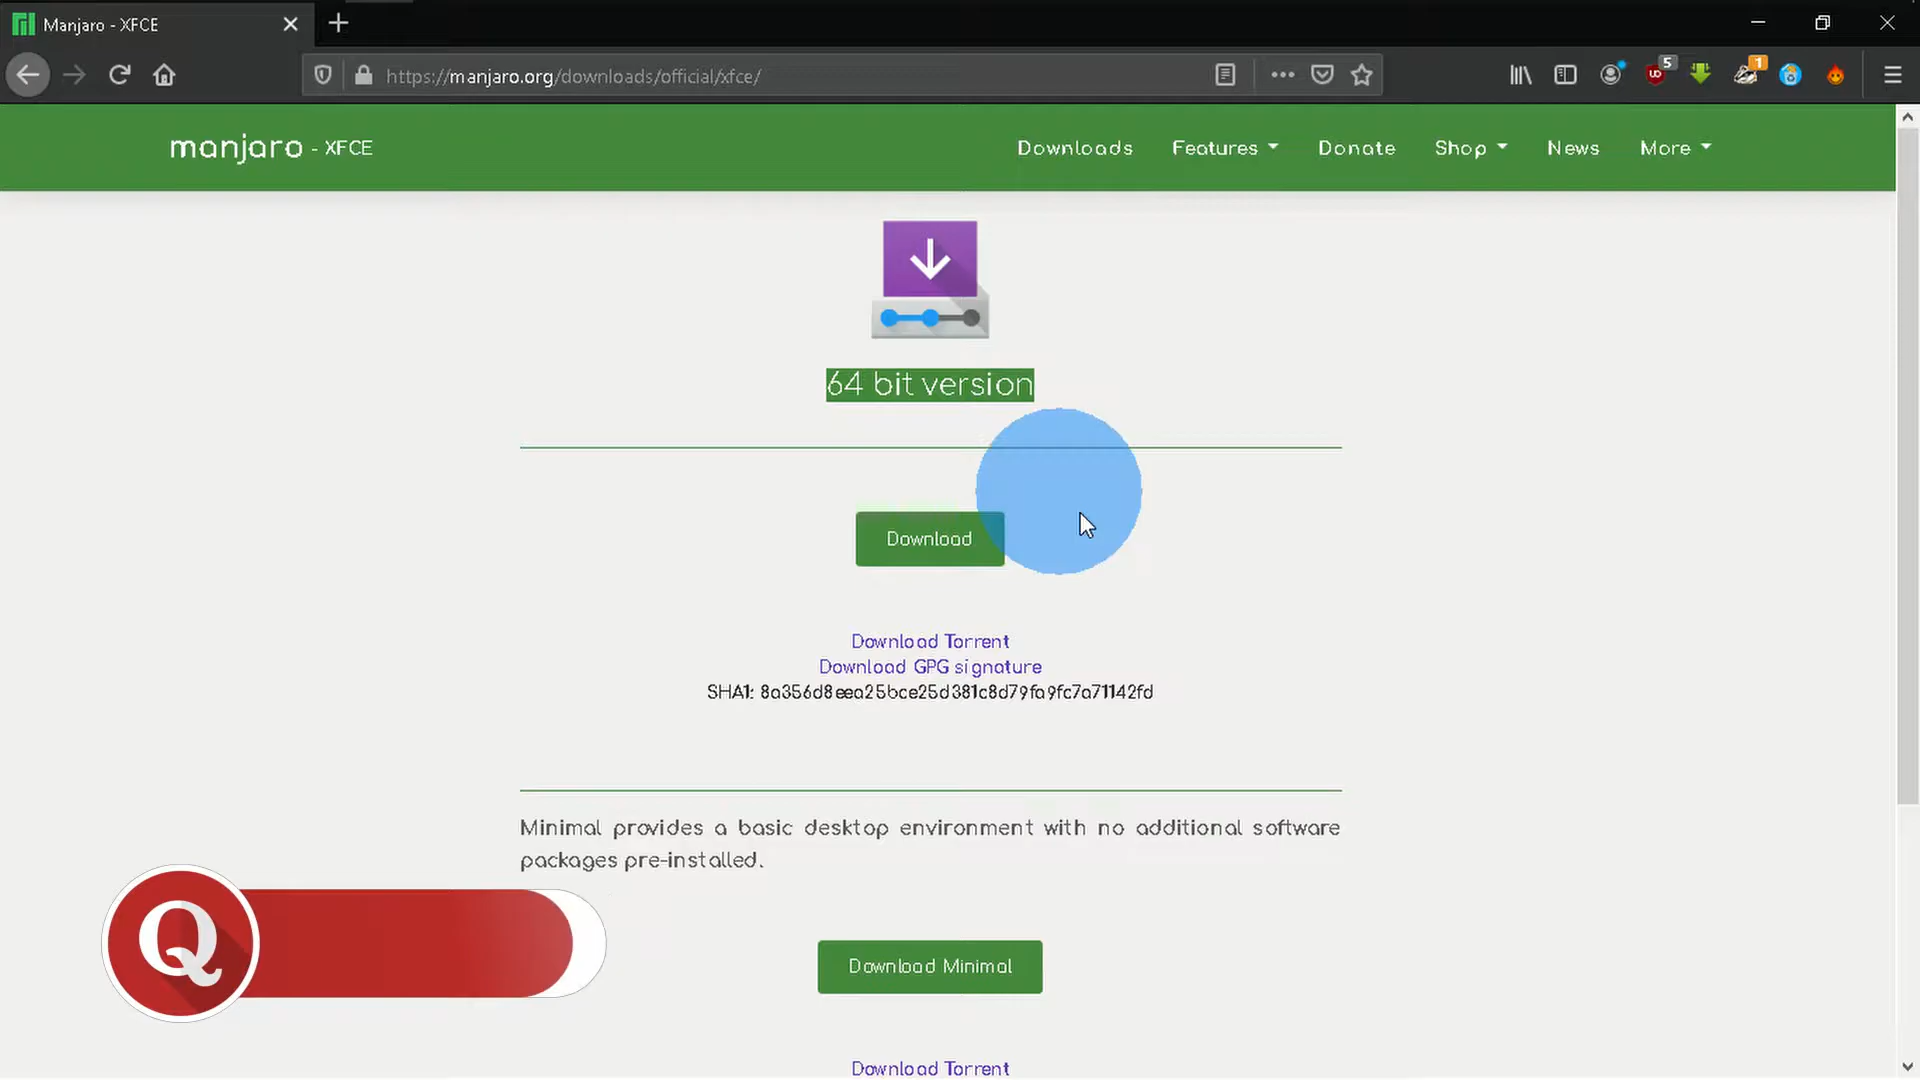 Manjaro - XFCE
https://manjaro.org/downloads/official/xfce/
5
1
manjaro - XFCE
Downloads Features Donate Shop News More
64 bit version
Download
Download Torrent
Download GPG signature
SHA1: 8a356d8eea25bce25d381c8d79fa9fc7a71142fd
Minimal provides a basic desktop environment with no additional software
packages pre-installed.
Q
Download Minimal
Download Torrent